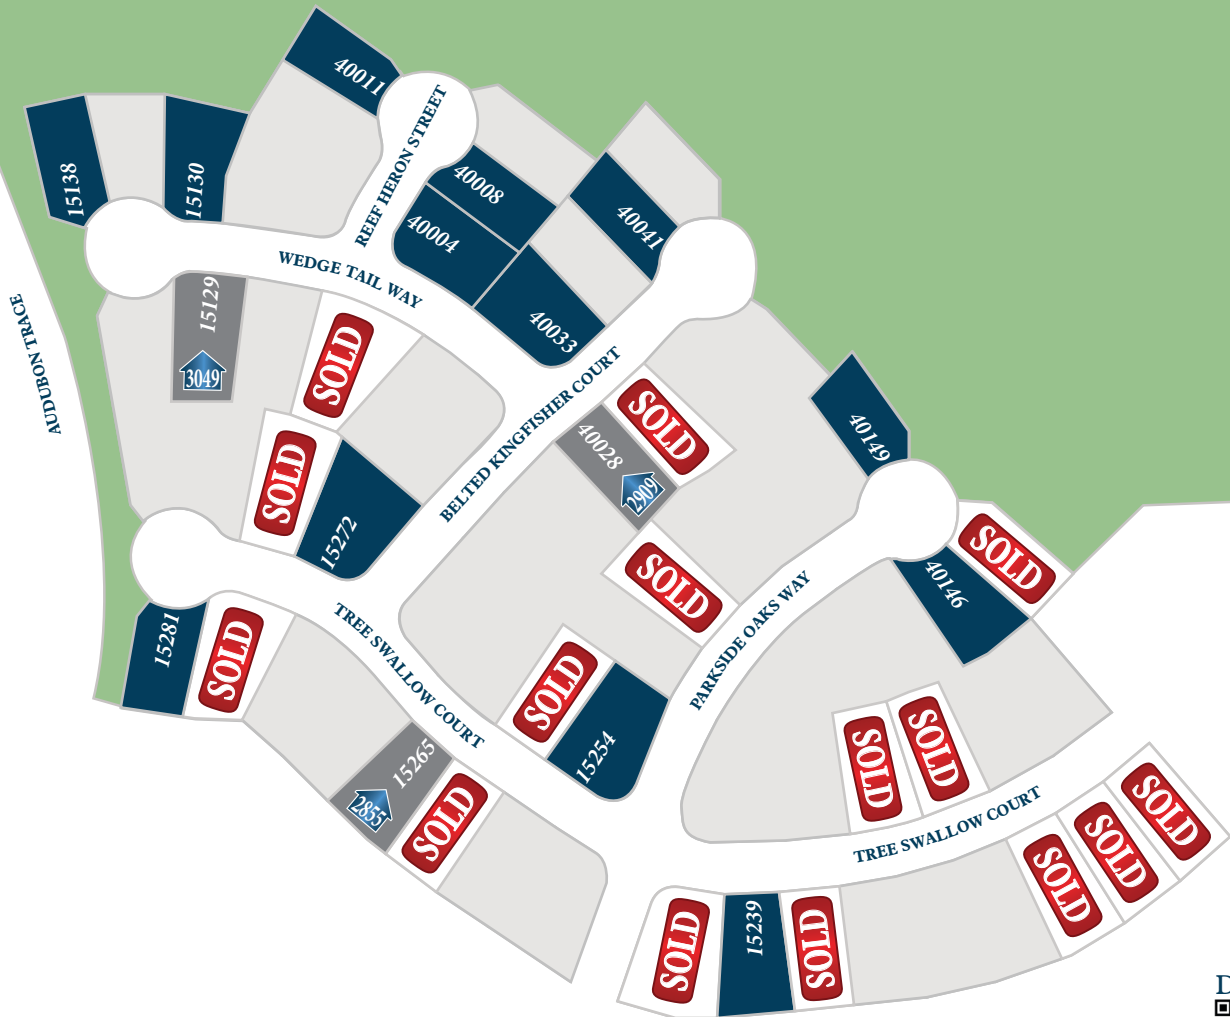 40011
15138
15130
REEF HERON STREET
40008
40004
40041
WEDGE TAIL WAY
15129
3049
AUDUBON TRACE
SOLD
40033
BELTED KINGFISHER COURT
SOLD
40028
2909
40149
SOLD
15272
SOLD
40146
SOLD
PARKSIDE OAKS WAY
15281
SOLD
TREE SWALLOW COURT
SOLD
15254
15265
2855
SOLD
SOLD
SOLD
TREE SWALLOW COURT
SOLD
SOLD
SOLD
SOLD
15239
SOLD
D